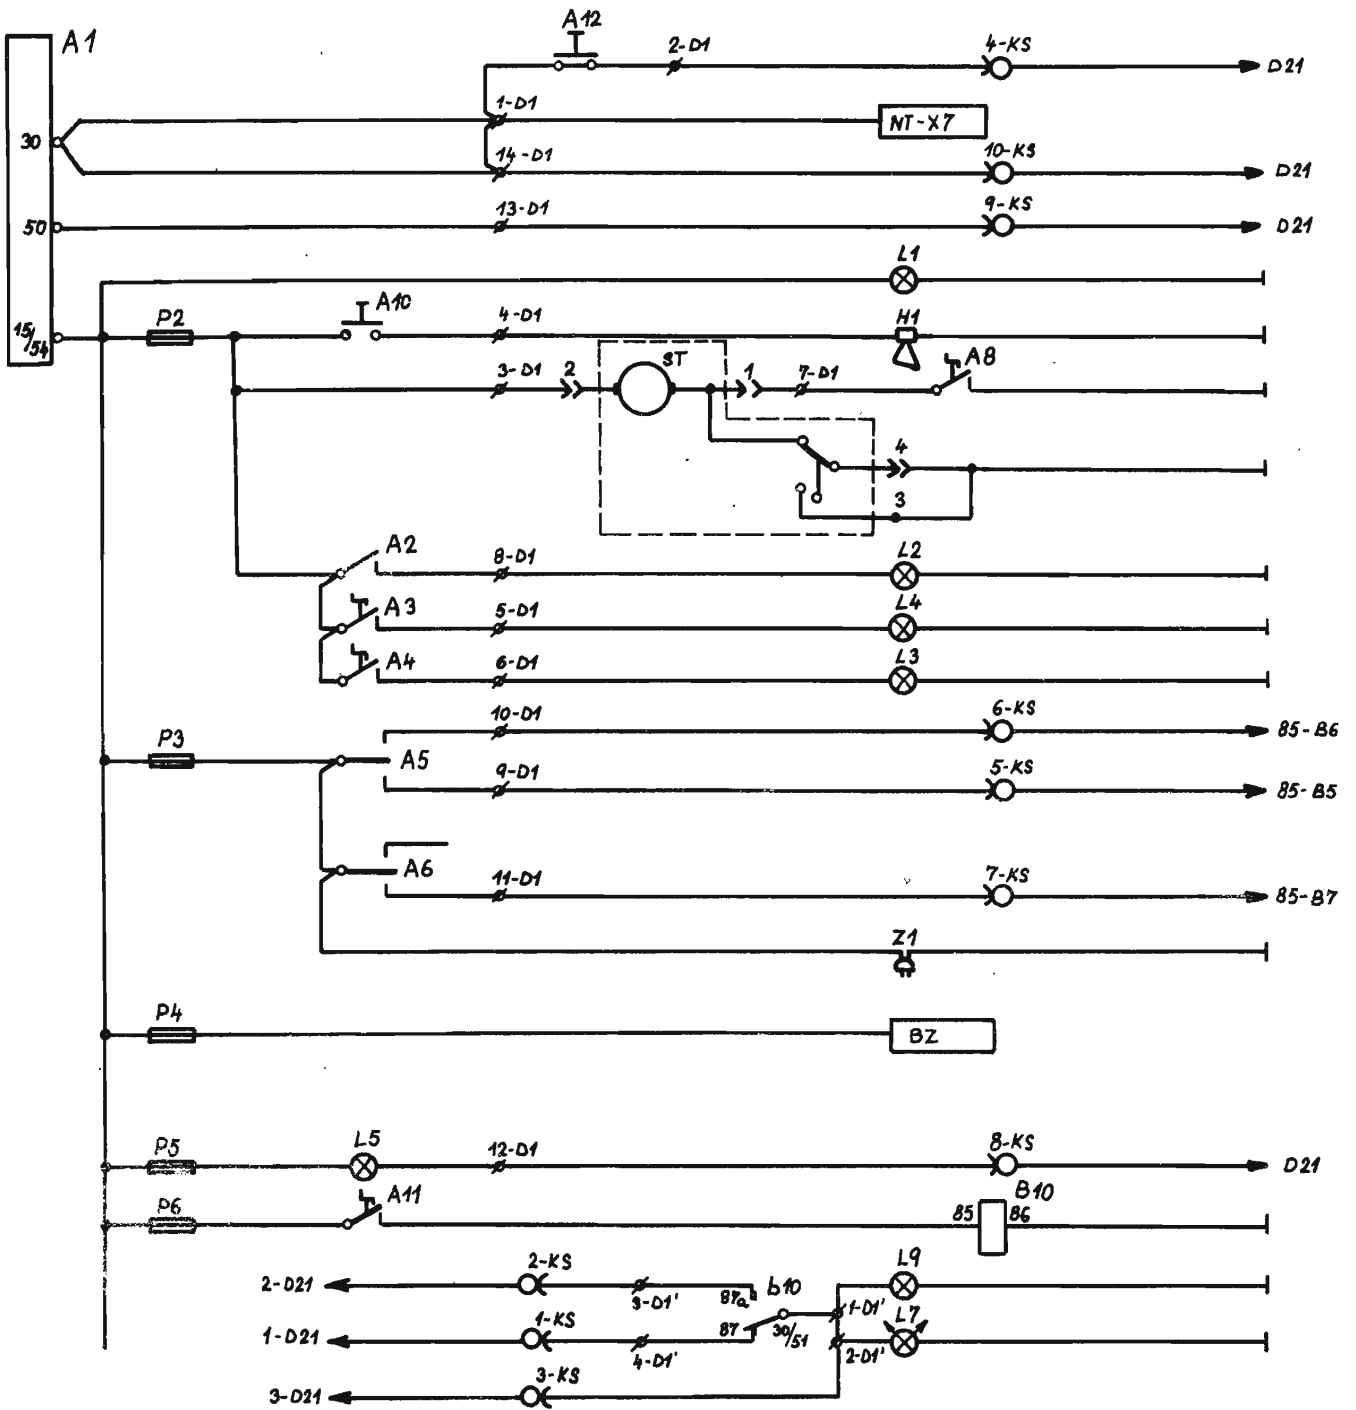 A12
A1
2-D1
4-KS
D21
1-D1
NT-X7
30
14-D1
10-KS
D21
13-D1
9-KS
50
D21
L1
P2
A10
4-D1
H1
15/54
ST
A8
3-D1
2
1
7-D1
4
3
A2
8-D1
L2
A3
5-D1
L4
A4
6-D1
L3
10-D1
6-KS
85-B6
P3
A5
9-D1
5-KS
85-B5
A6
11-D1
7-KS
85-B7
Z1
P4
BZ
P5
L5
12-D1
8-KS
D21
P6
A11
B10
85
86
2-KS
L9
2-D21
3-D1'
87a
b10
1-KS
1-D1'
L7
1-D21
87
30/51
4-D1'
2-D1'
3-KS
3-D21